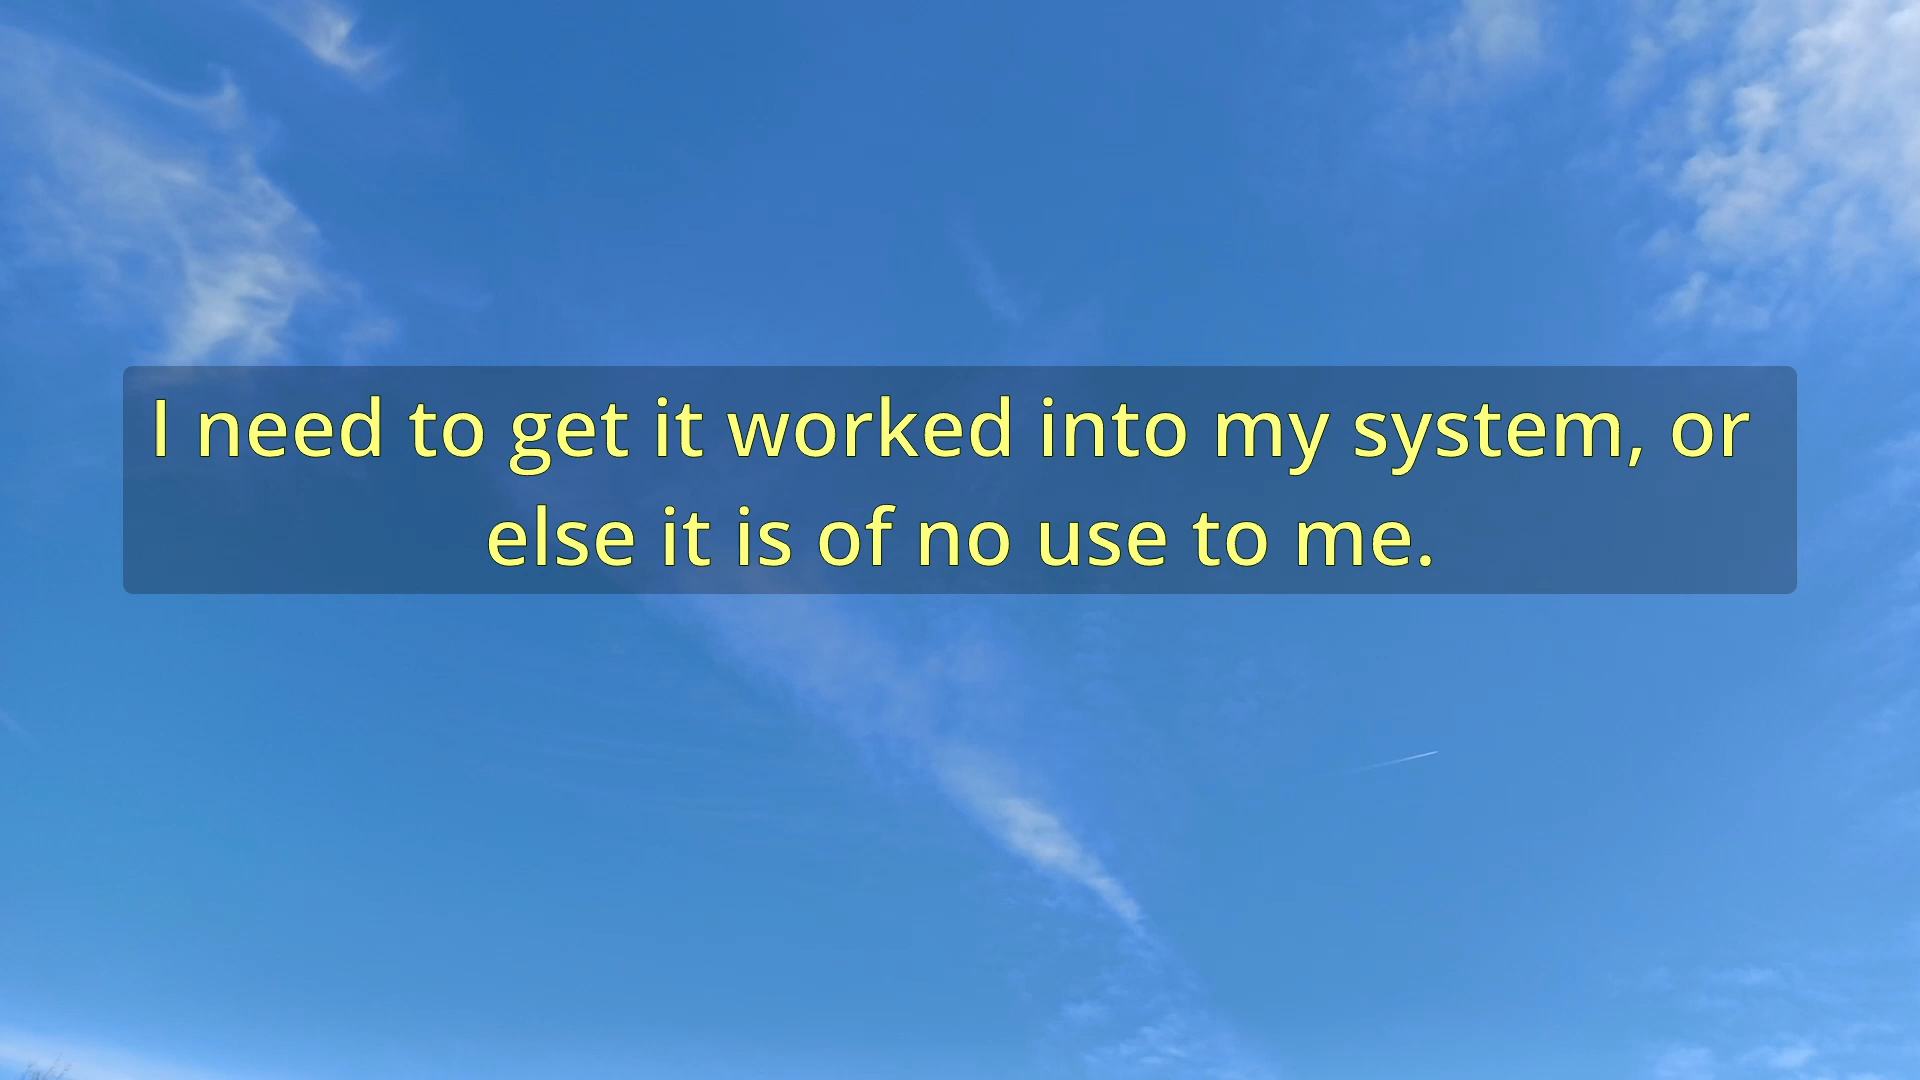 I need to get it worked into my system, or
else it is of no use to me.